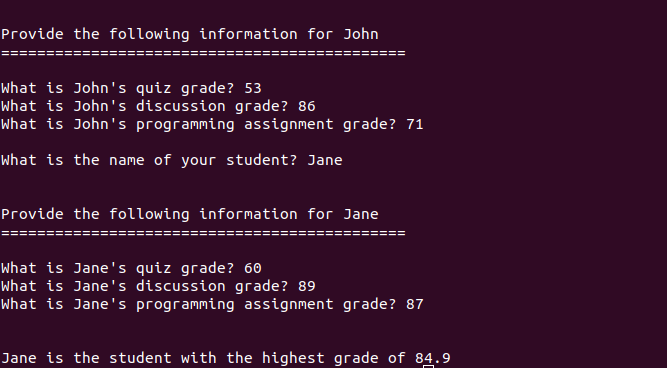 Provide the following information for John
=============================================
What is John's quiz grade? 53
What is John's discussion grade? 86
What is John's programming assignment grade? 71
What is the name of your student? Jane
Provide the following information for Jane
=============================================
What is Jane's quiz grade? 60
What is Jane's discussion grade? 89
What is Jane's programming assignment grade? 87
Jane is the student with the highest grade of 84.9